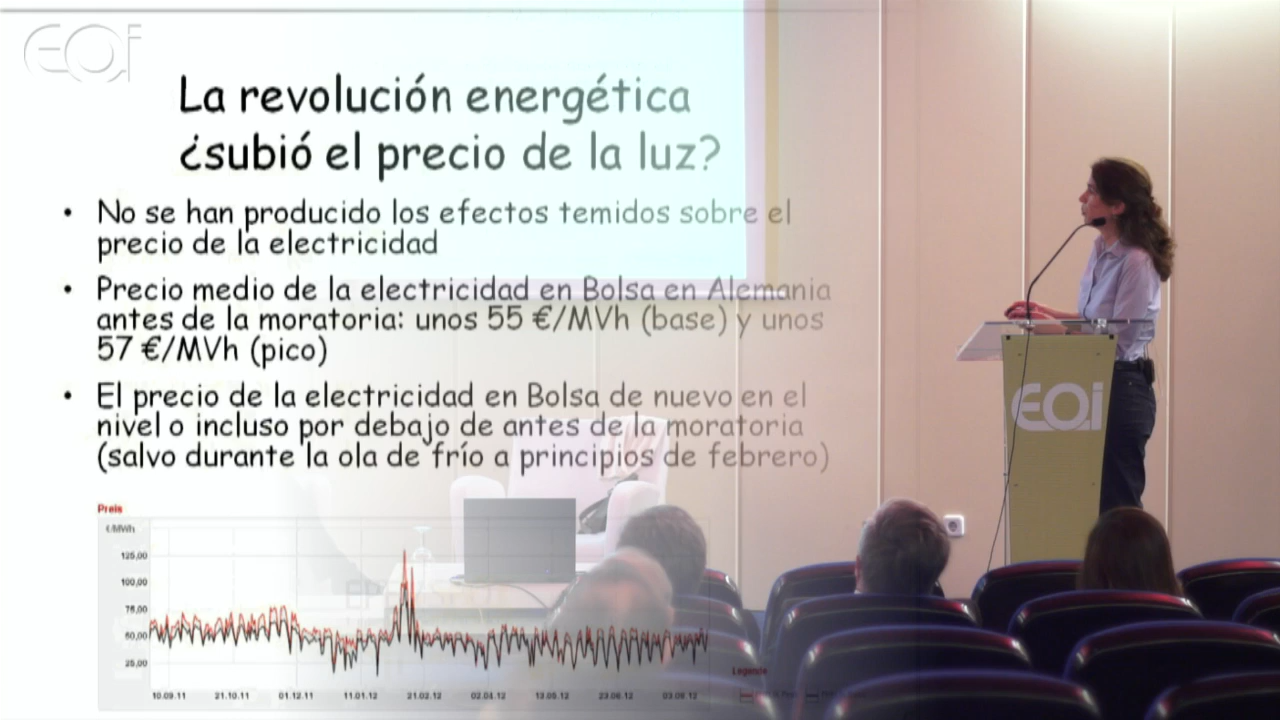 EOi
La revolución energética
¿subió el precio de la luz?
• No se han producido los efectos temidos sobre el
precio de la electricidad
• Precio medio de la electricidad en Bolsa en Alemania
antes de la moratoria: unos 55 €/MVh (base) y unos
57 €/MVh (pico)
• El precio de la electricidad en Bolsa de nuevo en el
nivel o incluso por debajo de antes de la moratoria
(salvo durante la ola de frío a principios de febrero)
EOi
Preis
€/MWh
125,00
100,00
75,00
50,00
25,00
10.09.11 21.10.11 01.12.11 11.01.12 21.02.12 02.04.12 13.05.12 23.06.12 03.08.12
Legende